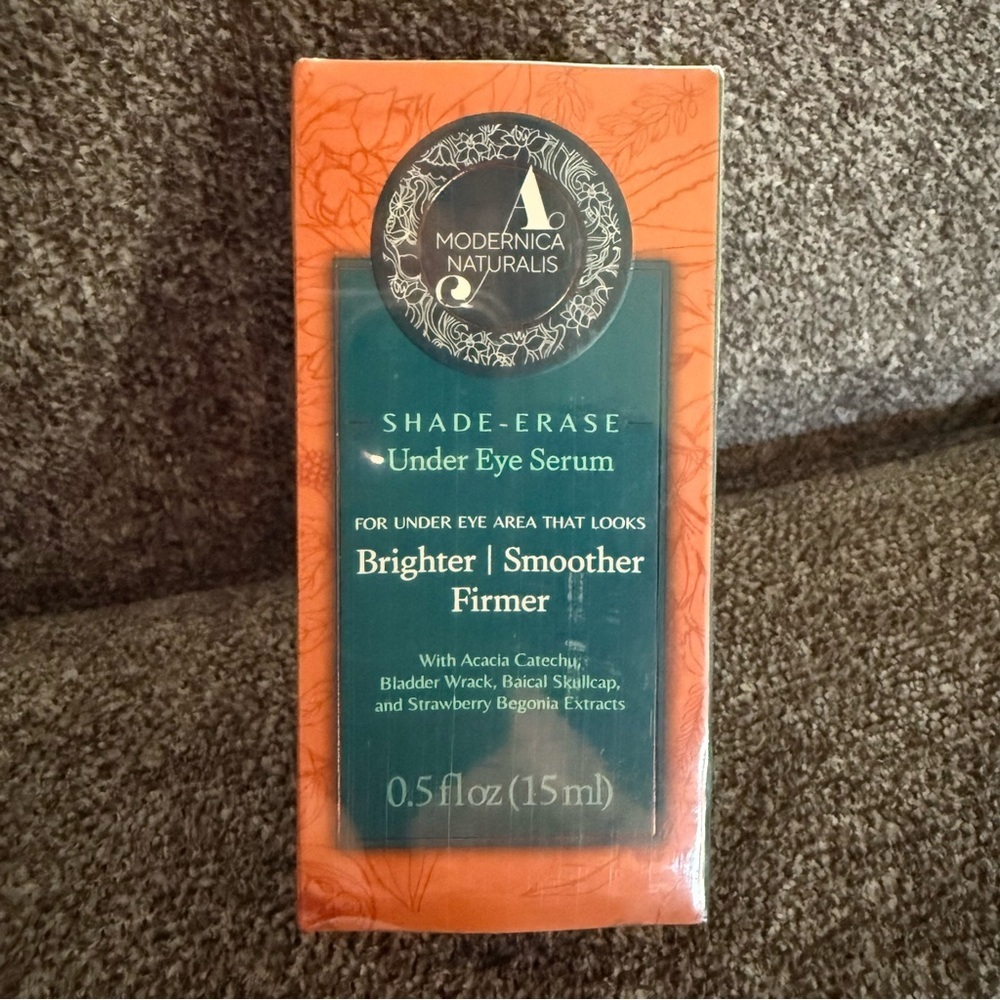 A
MODERNICA
NATURALIS
SHADE-ERASE
Under Eye Serum
FOR UNDER EYE AREA THAT LOOKS
Brighter | Smoother
Firmer
With Acacia Catechu,
Bladder Wrack, Baical Skullcap,
and Strawberry Begonia Extracts
0.5 fl oz (15 ml)